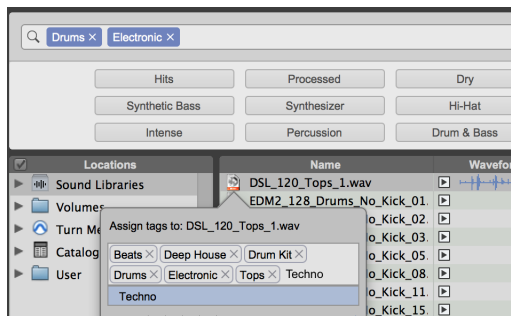 Drums × Electronic ×
Hits Processed Dry
Synthetic Bass Synthesizer Hi-Hat
Intense Percussion Drum & Bass
Locations Name
Sound Libraries DSL_120_Tops_1.wav
Volumes EDM2_128_Drums_No_Kick_01.
Turn Me o_Kick_02.
Assign tags to: DSL_120_Tops_1.wav o_Kick_03.
Catalog Beats × Deep House × Drum Kit × o_Kick_05.
User Drums × Electronic × Tops × Techno o_Kick_08.
Techno o_Kick_11.
o_Kick_15.